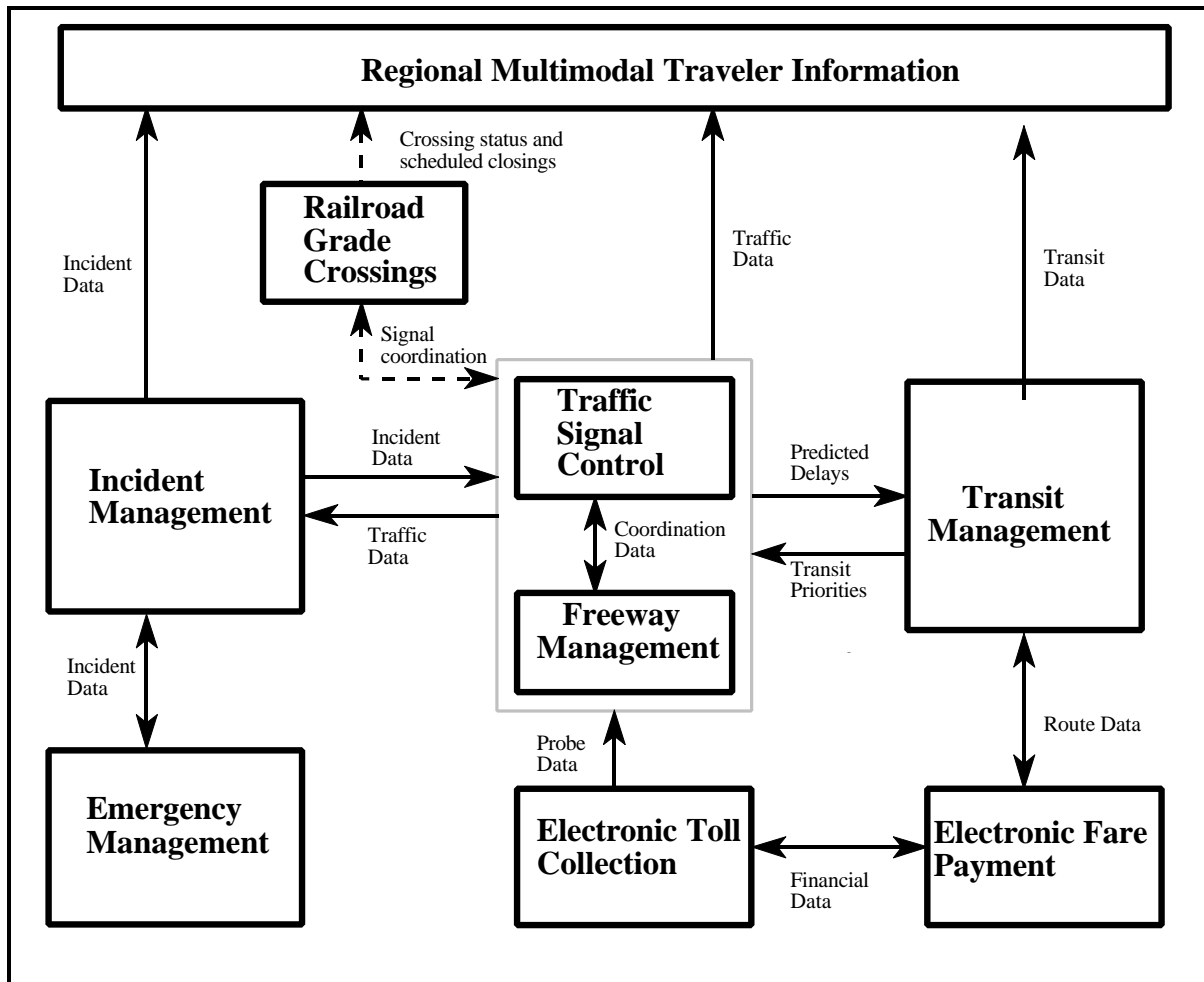 Regional Multimodal Traveler Information
Crossing status and
scheduled closings
Railroad
Grade
Crossings
Incident
Data
Traffic
Data
Transit
Data
Signal
coordination
Traffic
Signal
Control
Incident
Data
Predicted
Delays
Incident
Management
Transit
Management
Traffic
Data
Coordination
Data
Transit
Priorities
Freeway
Management
Incident
Data
Probe
Data
Route Data
Emergency
Management
Electronic Toll
Collection
Electronic Fare
Payment
Financial
Data